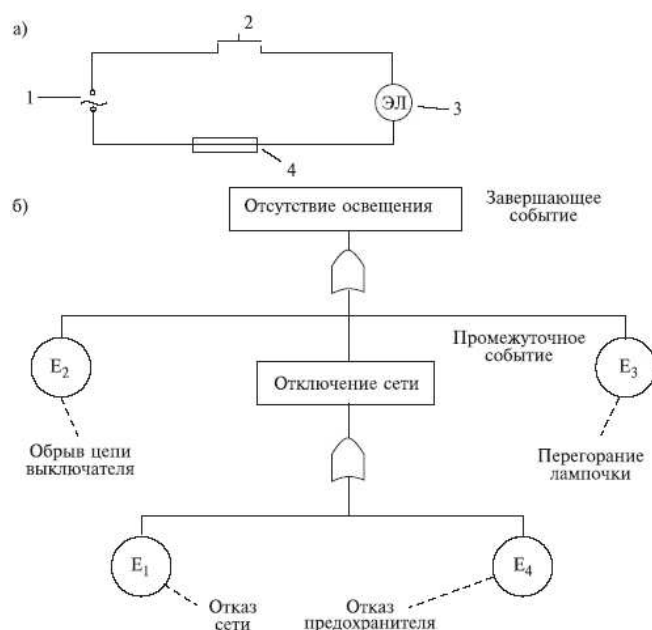 а)
2
1
ЭЛ
3
4
б)
Отсутствие освещения
Завершающее
событие
Промежуточное
событие
E2
E3
Отключение сети
Обрыв цепи
выключателя
Перегорание
лампочки
E1
E4
Отказ
сети
Отказ
предохранителя